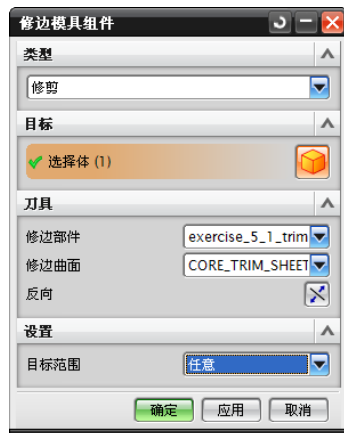 修边模具组件
类型
修剪
目标
选择体 (1)
刀具
修边部件 exercise_5_1_trim
修边曲面 CORE_TRIM_SHEET
反向
设置
目标范围 任意
确定 应用 取消